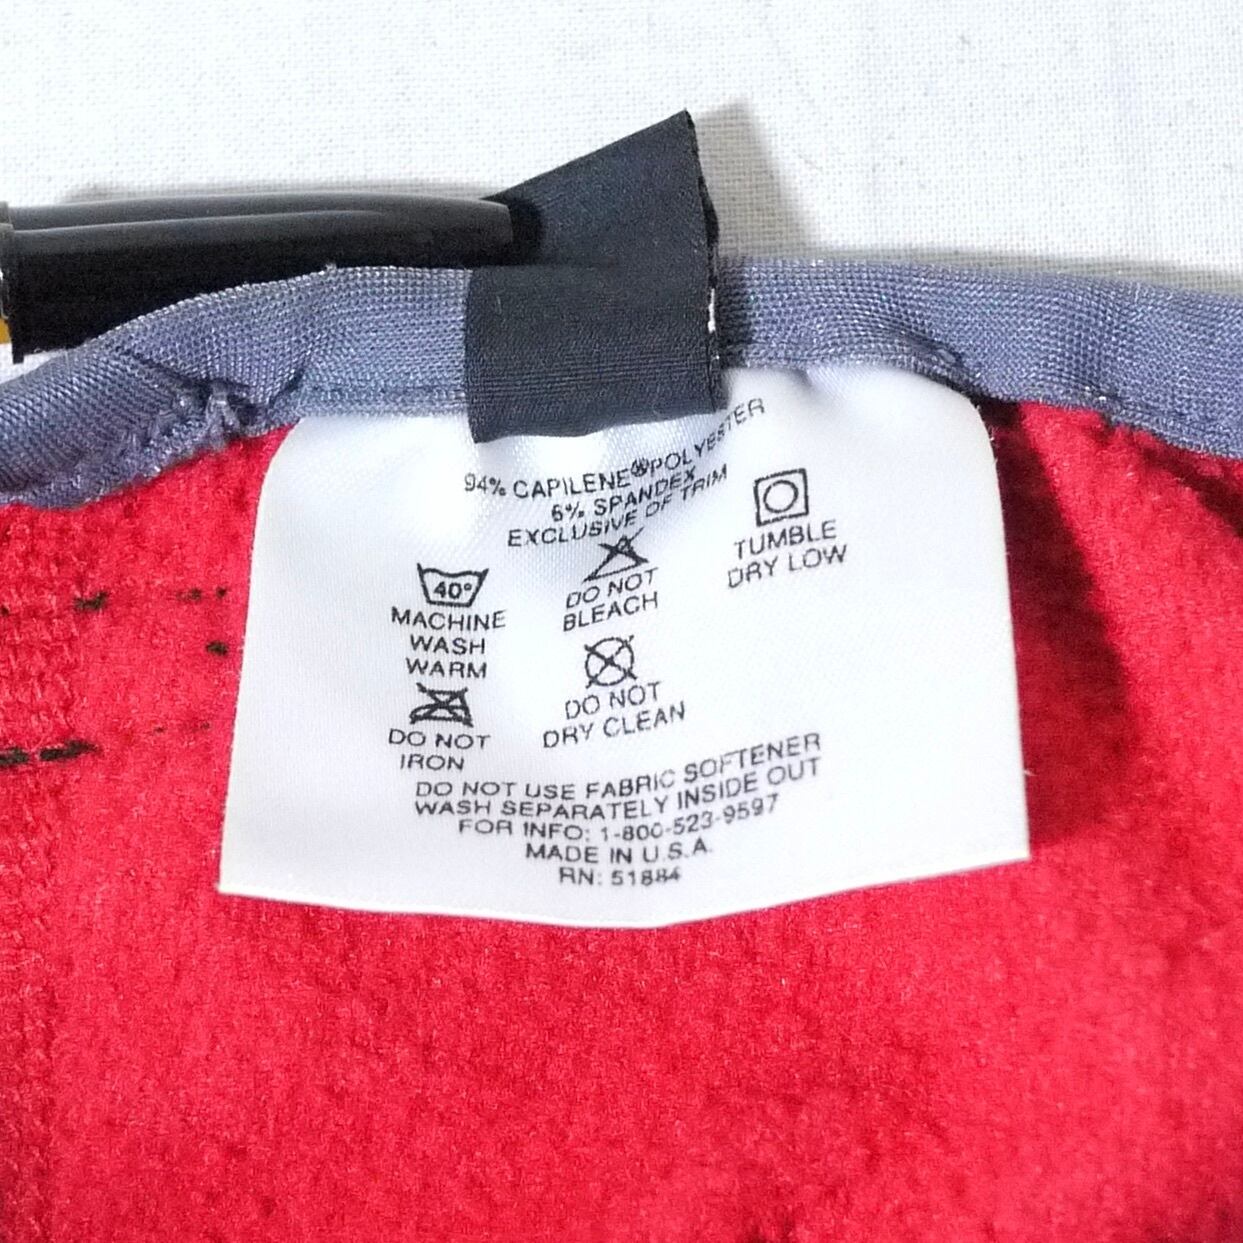 94% CAPILENE® POLYESTER
6% SPANDEX
EXCLUSIVE OF TRIM
40°
MACHINE
WASH
WARM
DO NOT
BLEACH
TUMBLE
DRY LOW
DO NOT
IRON
DO NOT
DRY CLEAN
DO NOT USE FABRIC SOFTENER
WASH SEPARATELY INSIDE OUT
FOR INFO: 1-800-523-9597
MADE IN U.S.A.
RN: 51884